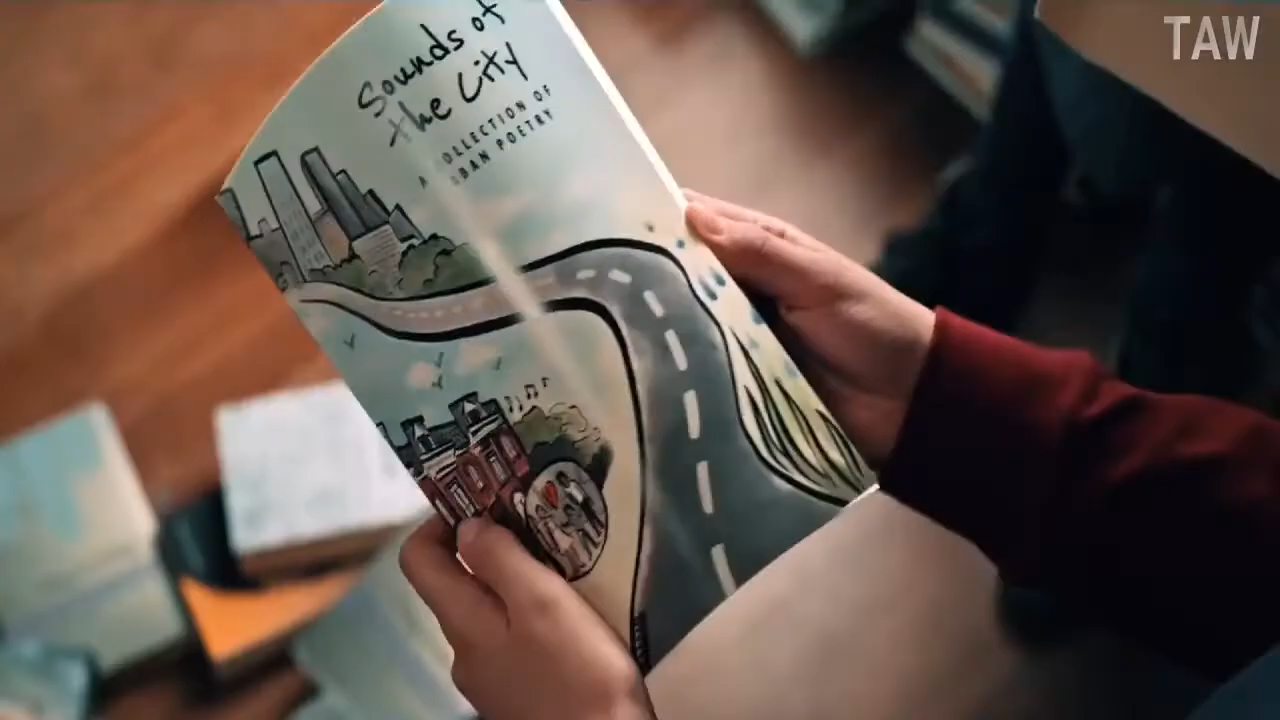 Sounds of
the City
A COLLECTION OF
URBAN POETRY
TAW